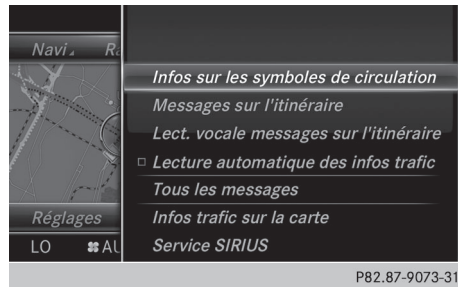 Navi
Infos sur les symboles de circulation
Messages sur l'itinéraire
Lect. vocale messages sur l'itinéraire
Lecture automatique des infos trafic
Tous les messages
Réglages
Infos trafic sur la carte
LO
Service SIRIUS
P82.87-9073-31